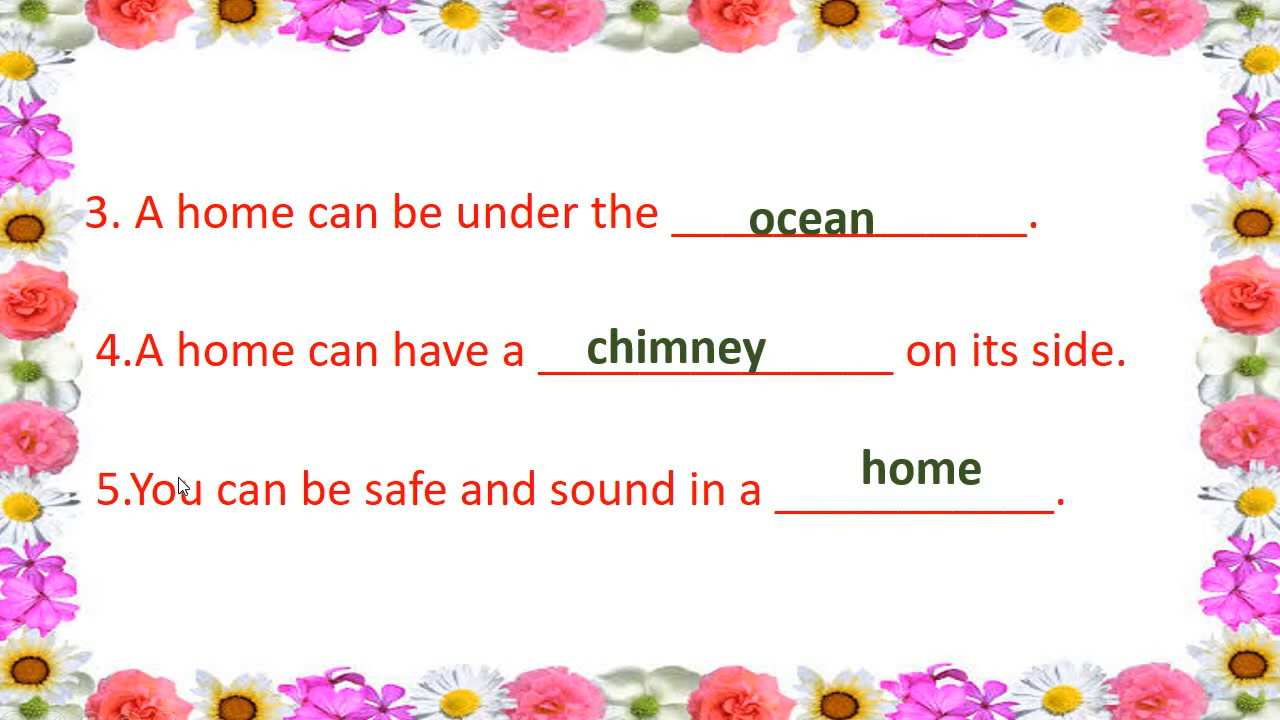 3. A home can be under the ocean.
4.A home can have a chimney on its side.
5.You can be safe and sound in a home.